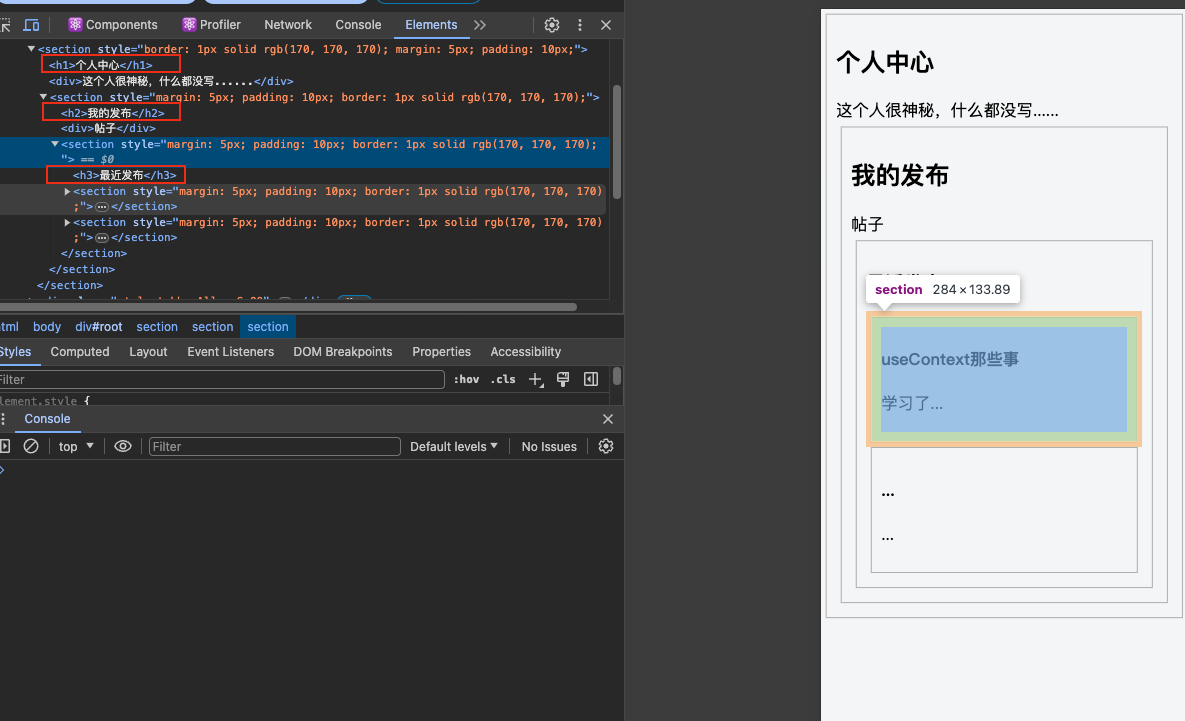 Components Profiler Network Console Elements
<section style="border: 1px solid rgb(170, 170, 170); margin: 5px; padding: 10px;">
<h1>个人中心</h1>
<div>这个人很神秘，什么都没写......</div>
<section style="margin: 5px; padding: 10px; border: 1px solid rgb(170, 170, 170);">
<h2>我的发布</h2>
<div>帖子</div>
<section style="margin: 5px; padding: 10px; border: 1px solid rgb(170, 170, 170);
"> == $0
<h3>最近发布</h3>
<section style="margin: 5px; padding: 10px; border: 1px solid rgb(170, 170, 170)
;">…</section>
<section style="margin: 5px; padding: 10px; border: 1px solid rgb(170, 170, 170)
;">…</section>
</section>
</section>
</section>
html body div#root section section section
Styles Computed Layout Event Listeners DOM Breakpoints Properties Accessibility
Filter :hov .cls
element.style {
Console
top Filter Default levels No Issues
个人中心
这个人很神秘，什么都没写......
我的发布
帖子
section 284 × 133.89
useContext那些事
学习了...
...
...